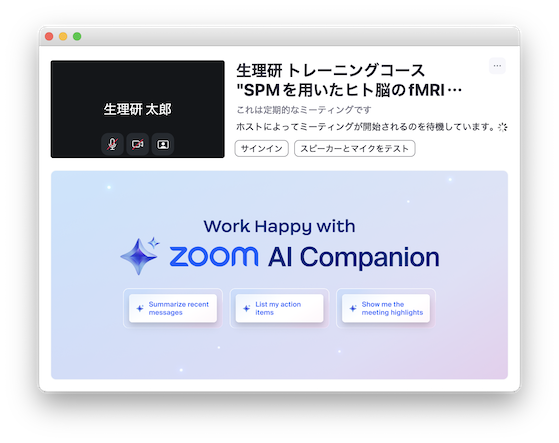 生理研 太郎
生理研 トレーニングコース
"SPMを用いたヒト脳のfMRI…
これは定期的なミーティングです
ホストによってミーティングが開始されるのを待機しています。
サインイン
スピーカーとマイクをテスト
Work Happy with
zoom AI Companion
Summarize recent
messages
List my action
items
Show me the
meeting highlights